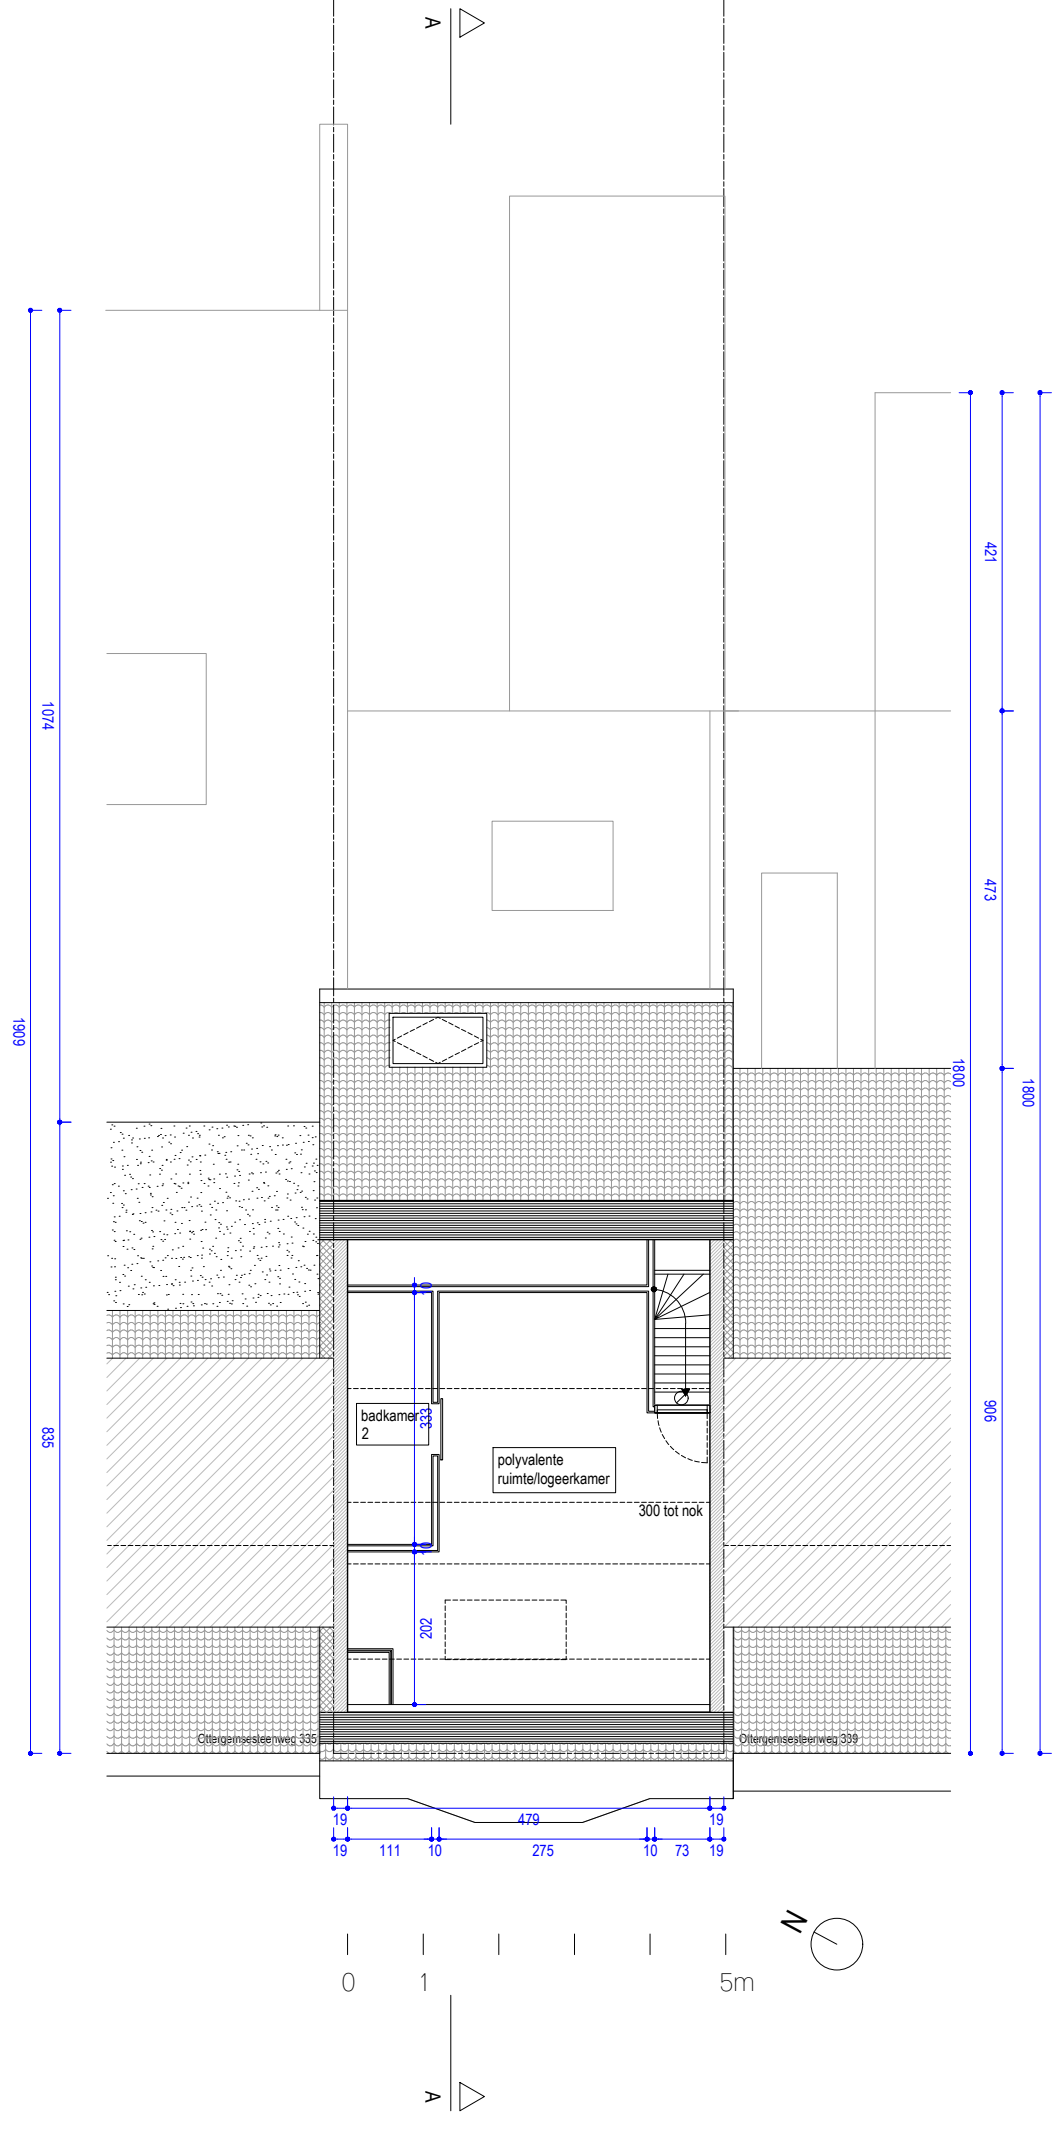 A
421
1074
473
1909
1800
1800
10
badkamer
2
333
906
835
polyvalente
ruimte/logeerkamer
300 tot nok
10
202
Ottergemsesteenweg 335
Ottergemsesteenweg 339
19 479 19
19 111 10 275 10 73 19
N
0 1 5m
A